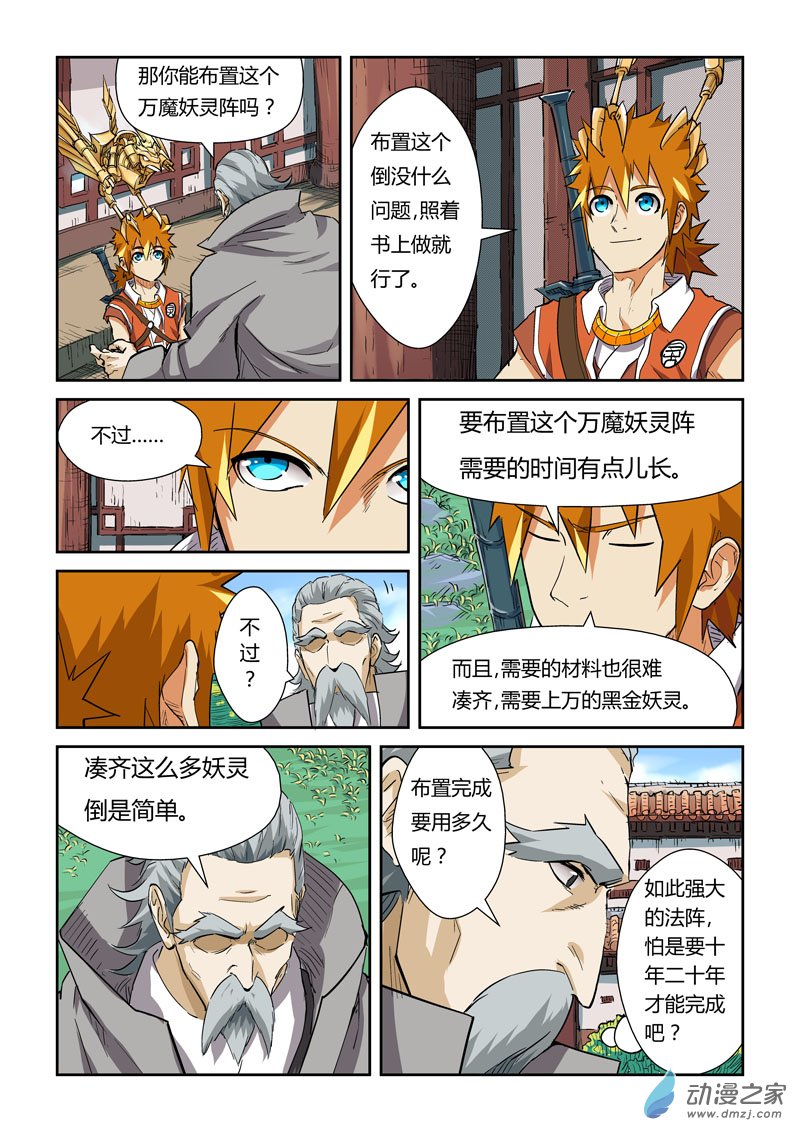 那你能布置这个
万魔妖灵阵吗？
布置这个
倒没什么
问题,照着
书上做就
行了。
不过……
要布置这个万魔妖灵阵
需要的时间有点儿长。
不过？
而且,需要的材料也很难
凑齐,需要上万的黑金妖灵。
凑齐这么多妖灵
倒是简单。
布置完成
要用多久
呢？
如此强大
的法阵,
怕是要十
年二十年
才能完成
吧？
动漫之家
www.dmzj.com